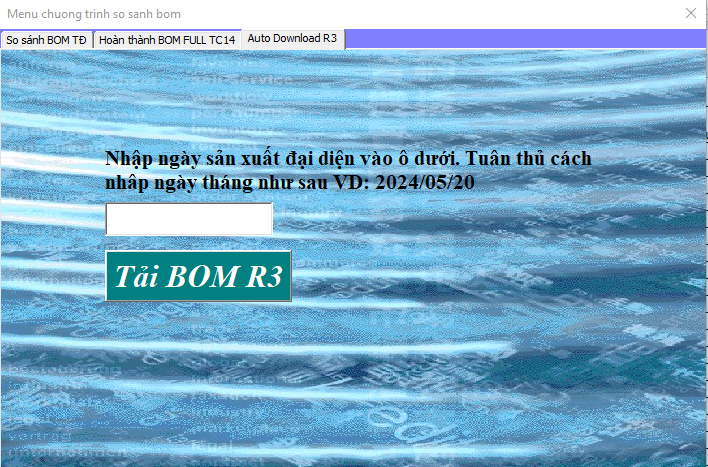 Menu chuong trinh so sanh bom
So sánh BOM TĐ Hoàn thành BOM FULL TC14 Auto Download R3
Nhập ngày sản xuất đại diện vào ô dưới. Tuân thủ cách
nhâp ngày tháng như sau VD: 2024/05/20
Tải BOM R3